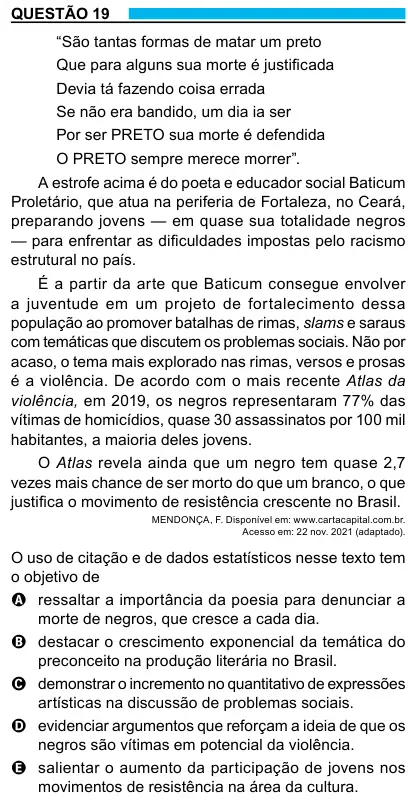 QUESTÃO 19
“São tantas formas de matar um preto
Que para alguns sua morte é justificada
Devia tá fazendo coisa errada
Se não era bandido, um dia ia ser
Por ser PRETO sua morte é defendida
O PRETO sempre merece morrer”.
A estrofe acima é do poeta e educador social Baticum
Proletário, que atua na periferia de Fortaleza, no Ceará,
preparando jovens — em quase sua totalidade negros
— para enfrentar as dificuldades impostas pelo racismo
estrutural no país.
É a partir da arte que Baticum consegue envolver
a juventude em um projeto de fortalecimento dessa
população ao promover batalhas de rimas, slams e saraus
com temáticas que discutem os problemas sociais. Não por
acaso, o tema mais explorado nas rimas, versos e prosas
é a violência. De acordo com o mais recente Atlas da
violência, em 2019, os negros representaram 77% das
vítimas de homicídios, quase 30 assassinatos por 100 mil
habitantes, a maioria deles jovens.
O Atlas revela ainda que um negro tem quase 2,7
vezes mais chance de ser morto do que um branco, o que
justifica o movimento de resistência crescente no Brasil.
MENDONÇA, F. Disponível em: www.cartacapital.com.br.
Acesso em: 22 nov. 2021 (adaptado).
O uso de citação e de dados estatísticos nesse texto tem
o objetivo de
A ressaltar a importância da poesia para denunciar a
morte de negros, que cresce a cada dia.
B destacar o crescimento exponencial da temática do
preconceito na produção literária no Brasil.
C demonstrar o incremento no quantitativo de expressões
artísticas na discussão de problemas sociais.
D evidenciar argumentos que reforçam a ideia de que os
negros são vítimas em potencial da violência.
E salientar o aumento da participação de jovens nos
movimentos de resistência na área da cultura.